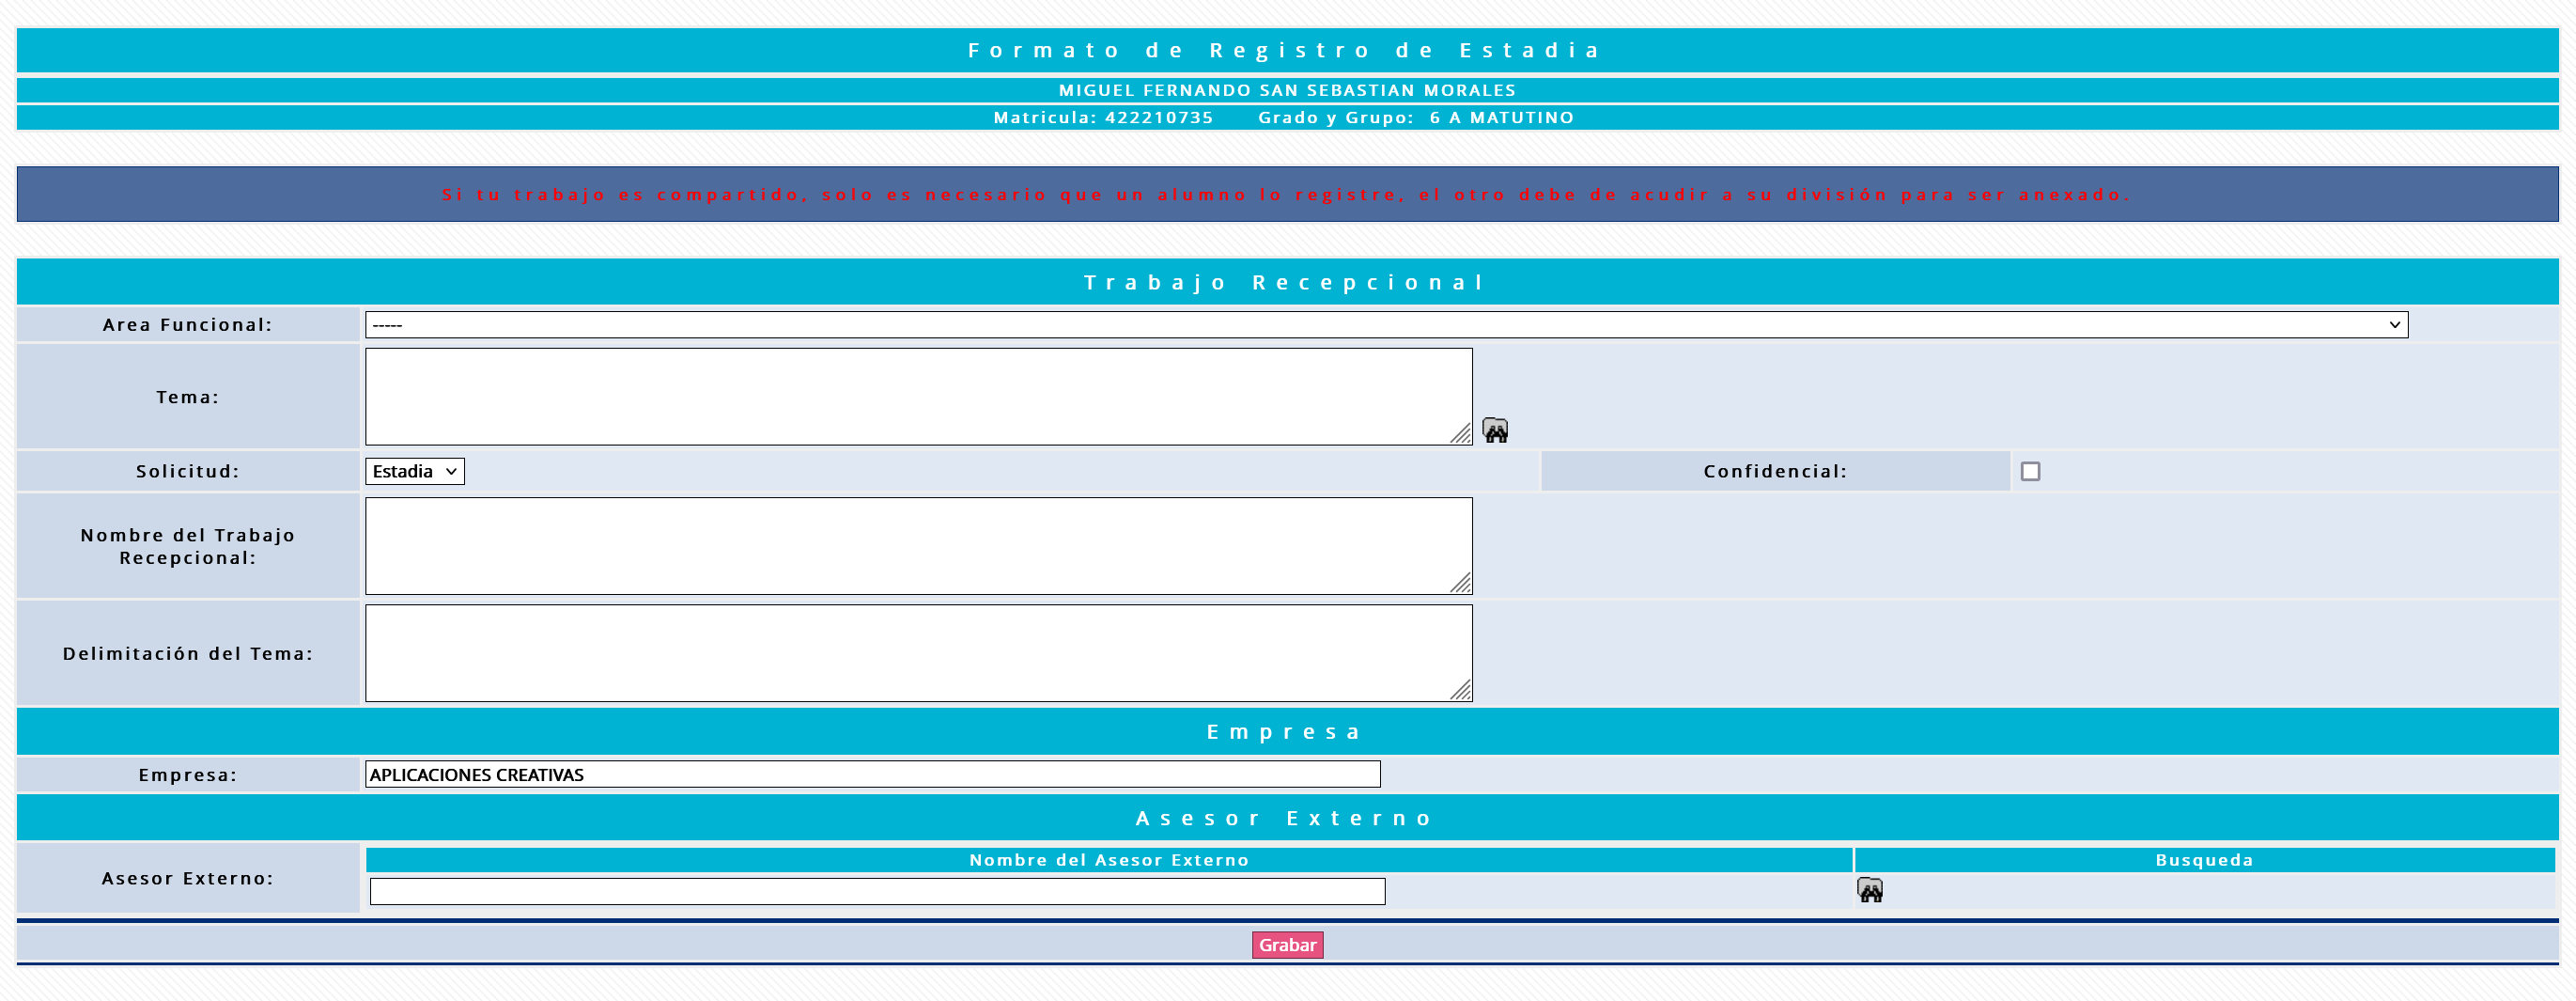 Formato de Registro de Estadia
MIGUEL FERNANDO SAN SEBASTIAN MORALES
Matricula: 422210735 Grado y Grupo: 6 A MATUTINO
Si tu trabajo es compartido, solo es necesario que un alumno lo registre, el otro debe de acudir a su división para ser anexado.
Trabajo Recepcional
Area Funcional: -----
Tema:
Solicitud: Estadia Confidencial:
Nombre del Trabajo
Recepcional:
Delimitación del Tema:
Empresa
Empresa: APLICACIONES CREATIVAS
Asesor Externo
Nombre del Asesor Externo Busqueda
Asesor Externo:
Grabar